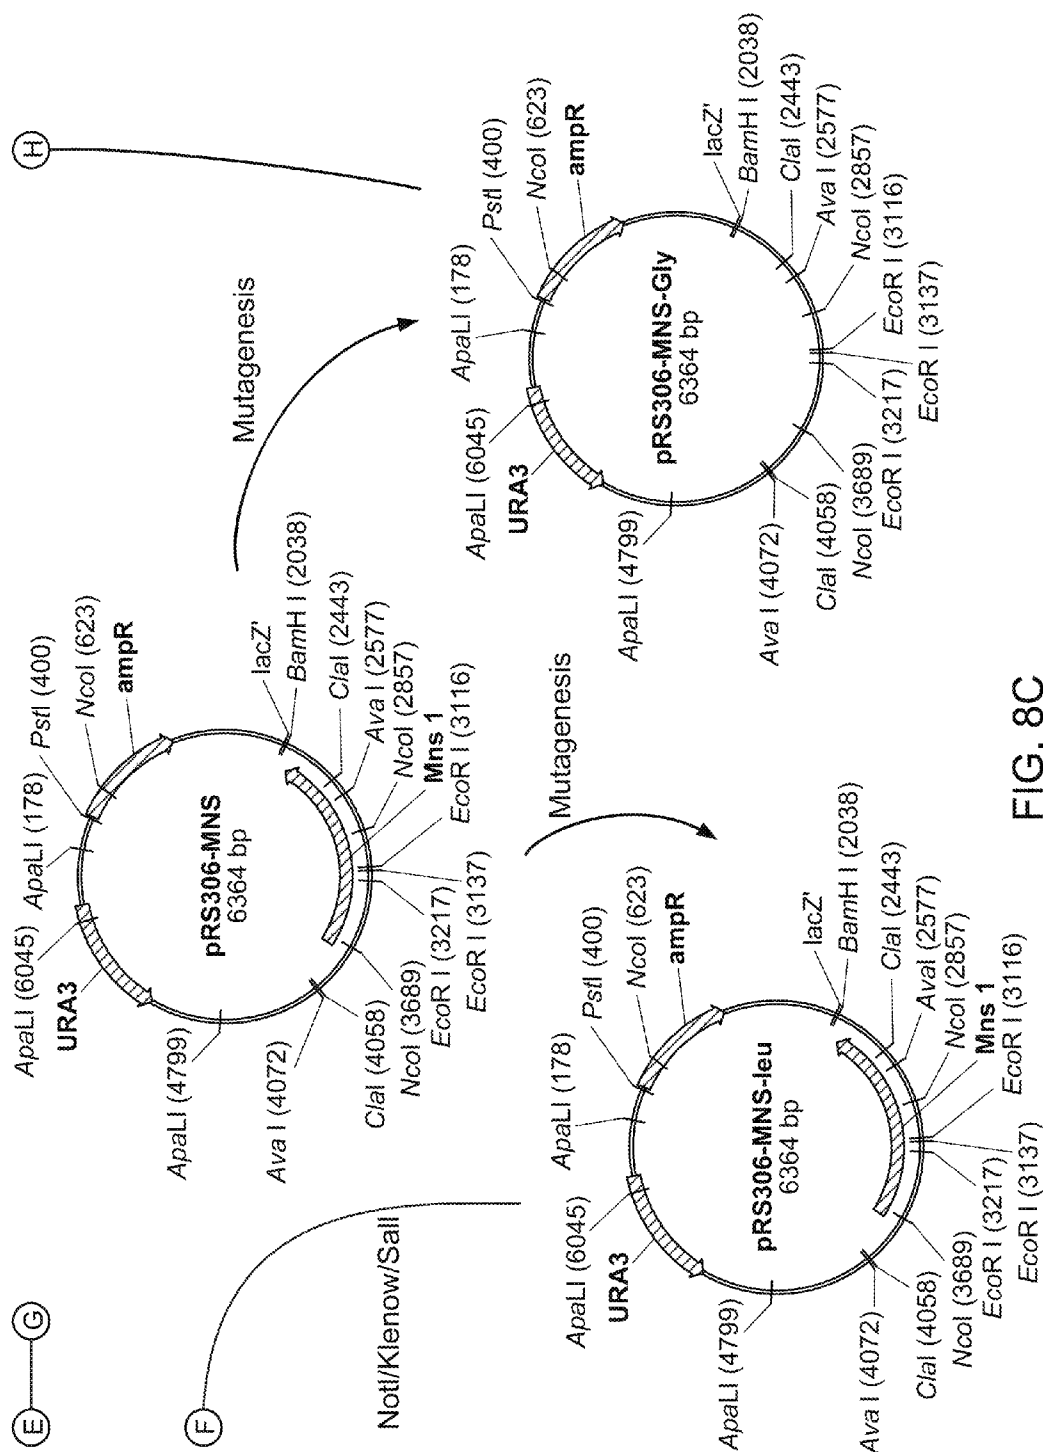 E
G
F
NotI/Klenow/SalI
H
Mutagenesis
Mutagenesis
pRS306-MNS
6364 bp
ApaLI (178)
PstI (400)
NcoI (623)
ampR
lacZ'
BamH I (2038)
ClaI (2443)
Ava I (2577)
NcoI (2857)
Mns 1
EcoR I (3116)
EcoR I (3137)
EcoR I (3217)
NcoI (3689)
ClaI (4058)
Ava I (4072)
ApaLI (4799)
URA3
ApaLI (6045)
pRS306-MNS-leu
6364 bp
ApaLI (178)
PstI (400)
NcoI (623)
ampR
lacZ'
BamH I (2038)
ClaI (2443)
AvaI (2577)
NcoI (2857)
Mns 1
EcoR I (3116)
EcoR I (3137)
EcoR I (3217)
NcoI (3689)
ClaI (4058)
Ava I (4072)
ApaLI (4799)
URA3
ApaLI (6045)
pRS306-MNS-Gly
6364 bp
ApaLI (178)
PstI (400)
NcoI (623)
ampR
lacZ'
BamH I (2038)
ClaI (2443)
Ava I (2577)
NcoI (2857)
EcoR I (3116)
EcoR I (3137)
EcoR I (3217)
NcoI (3689)
ClaI (4058)
Ava I (4072)
ApaLI (4799)
URA3
ApaLI (6045)
FIG. 8C